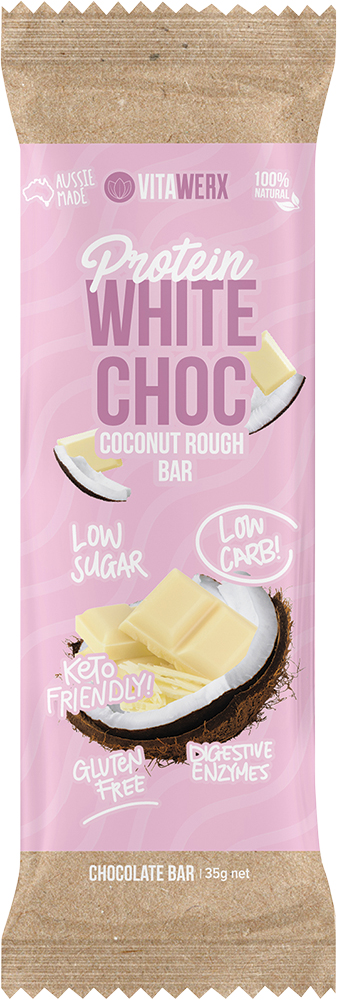 AUSSIE
MADE
VITAWERX
100%
NATURAL
Protein
WHITE
CHOC
COCONUT ROUGH
BAR
LOW
SUGAR
LOW
CARB!
KETO
FRIENDLY!
GLUTEN
FREE
DIGESTIVE
ENZYMES
CHOCOLATE BAR | 35g net